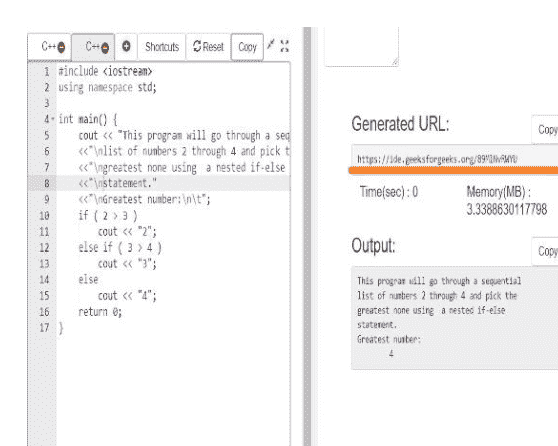 C++ C++ Shortcuts Reset Copy
1 #include <iostream>
2 using namespace std;
3
4 int main() {
5 cout << "This program will go through a seq
6 <<"\nlist of numbers 2 through 4 and pick t
7 <<"\ngreatest none using  a nested if-else
8 <<"\nstatement."
9 <<"\nGreatest number:\n\t";
10 if ( 2 > 3 )
11 cout << "2";
12 else if ( 3 > 4 )
13 cout << "3";
14 else
15 cout << "4";
16 return 0;
17 }
Generated URL:
Copy
Time(sec) : 0
Memory(MB) :
3.3388630117798
Output:
Copy
This program will go through a sequential
list of numbers 2 through 4 and pick the
greatest none using  a nested if-else
statement.
Greatest number:
4